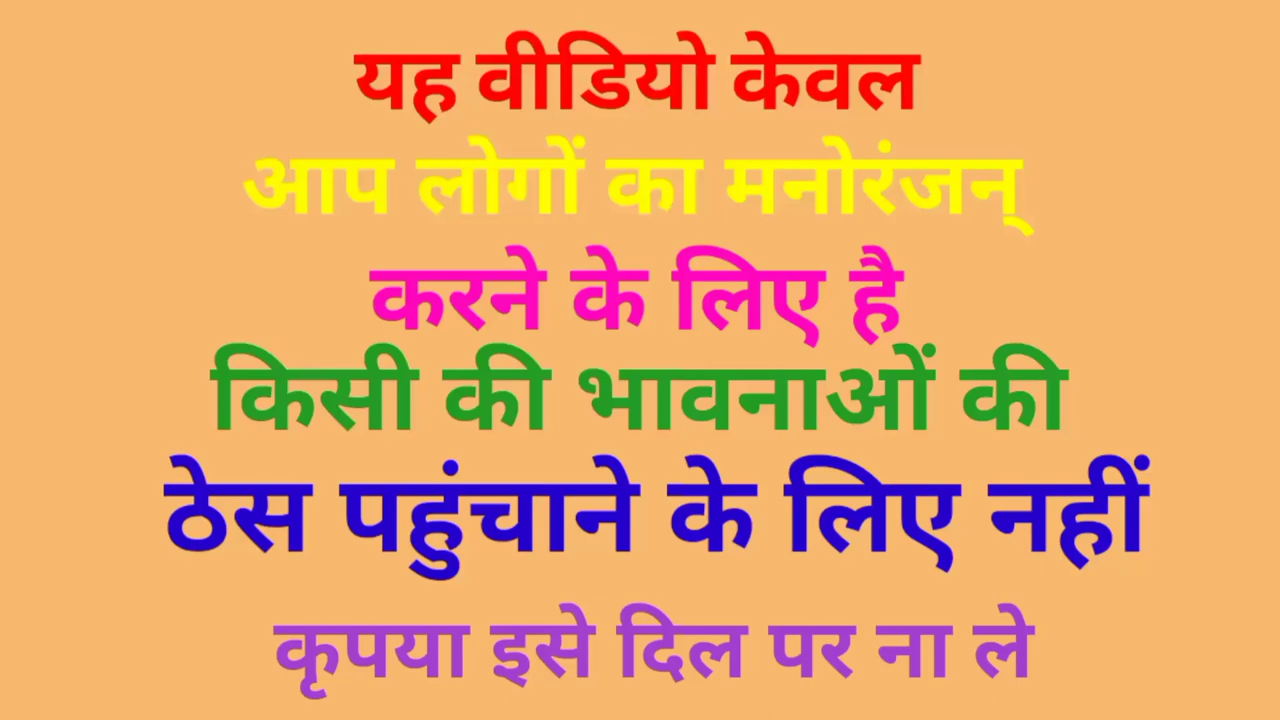 यह वीडियो केवल
आप लोगों का मनोरंजन्
करने के लिए है
किसी की भावनाओं की
ठेस पहुंचाने के लिए नहीं
कृपया इसे दिल पर ना ले